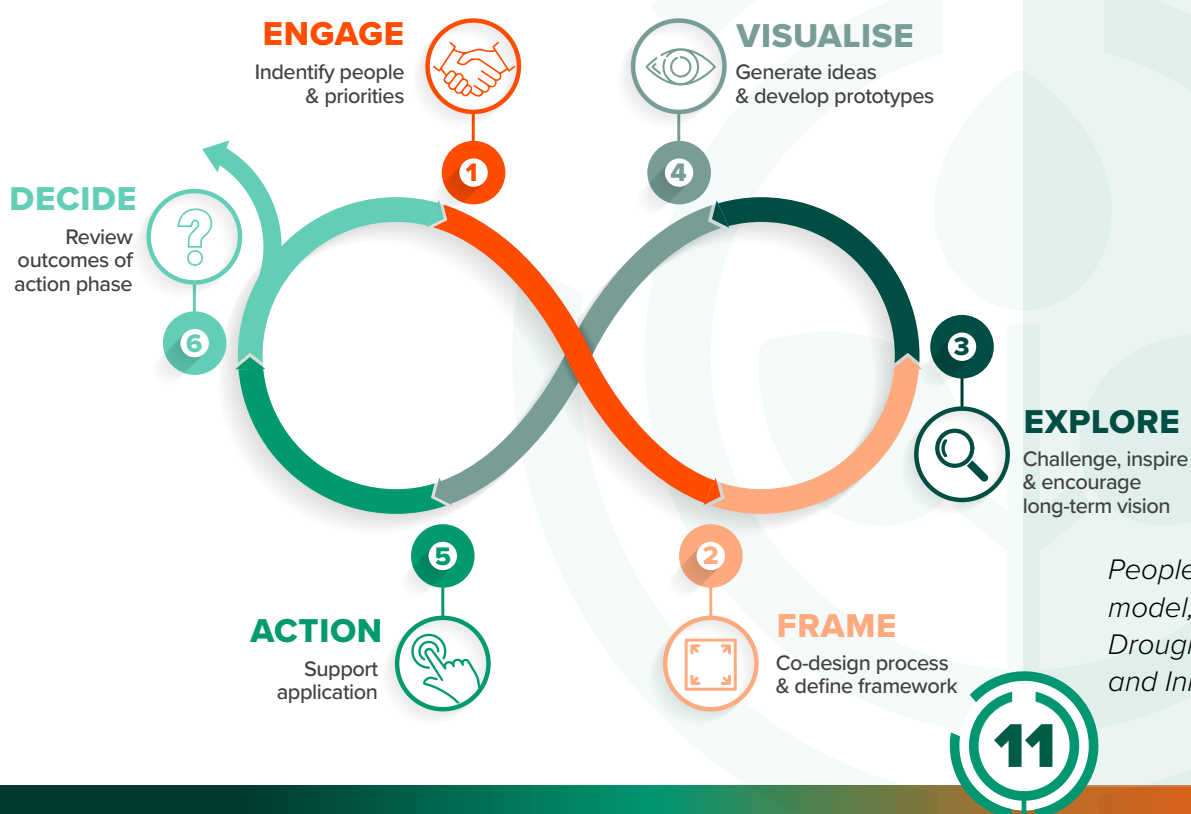 ENGAGE
Indentify people
& priorities
1
VISUALISE
Generate ideas
& develop prototypes
4
DECIDE
Review
outcomes of
action phase
?
6
3
EXPLORE
Challenge, inspire
& encourage
long-term vision
5
ACTION
Support
application
2
FRAME
Co-design process
& define framework
People
model,
and
11